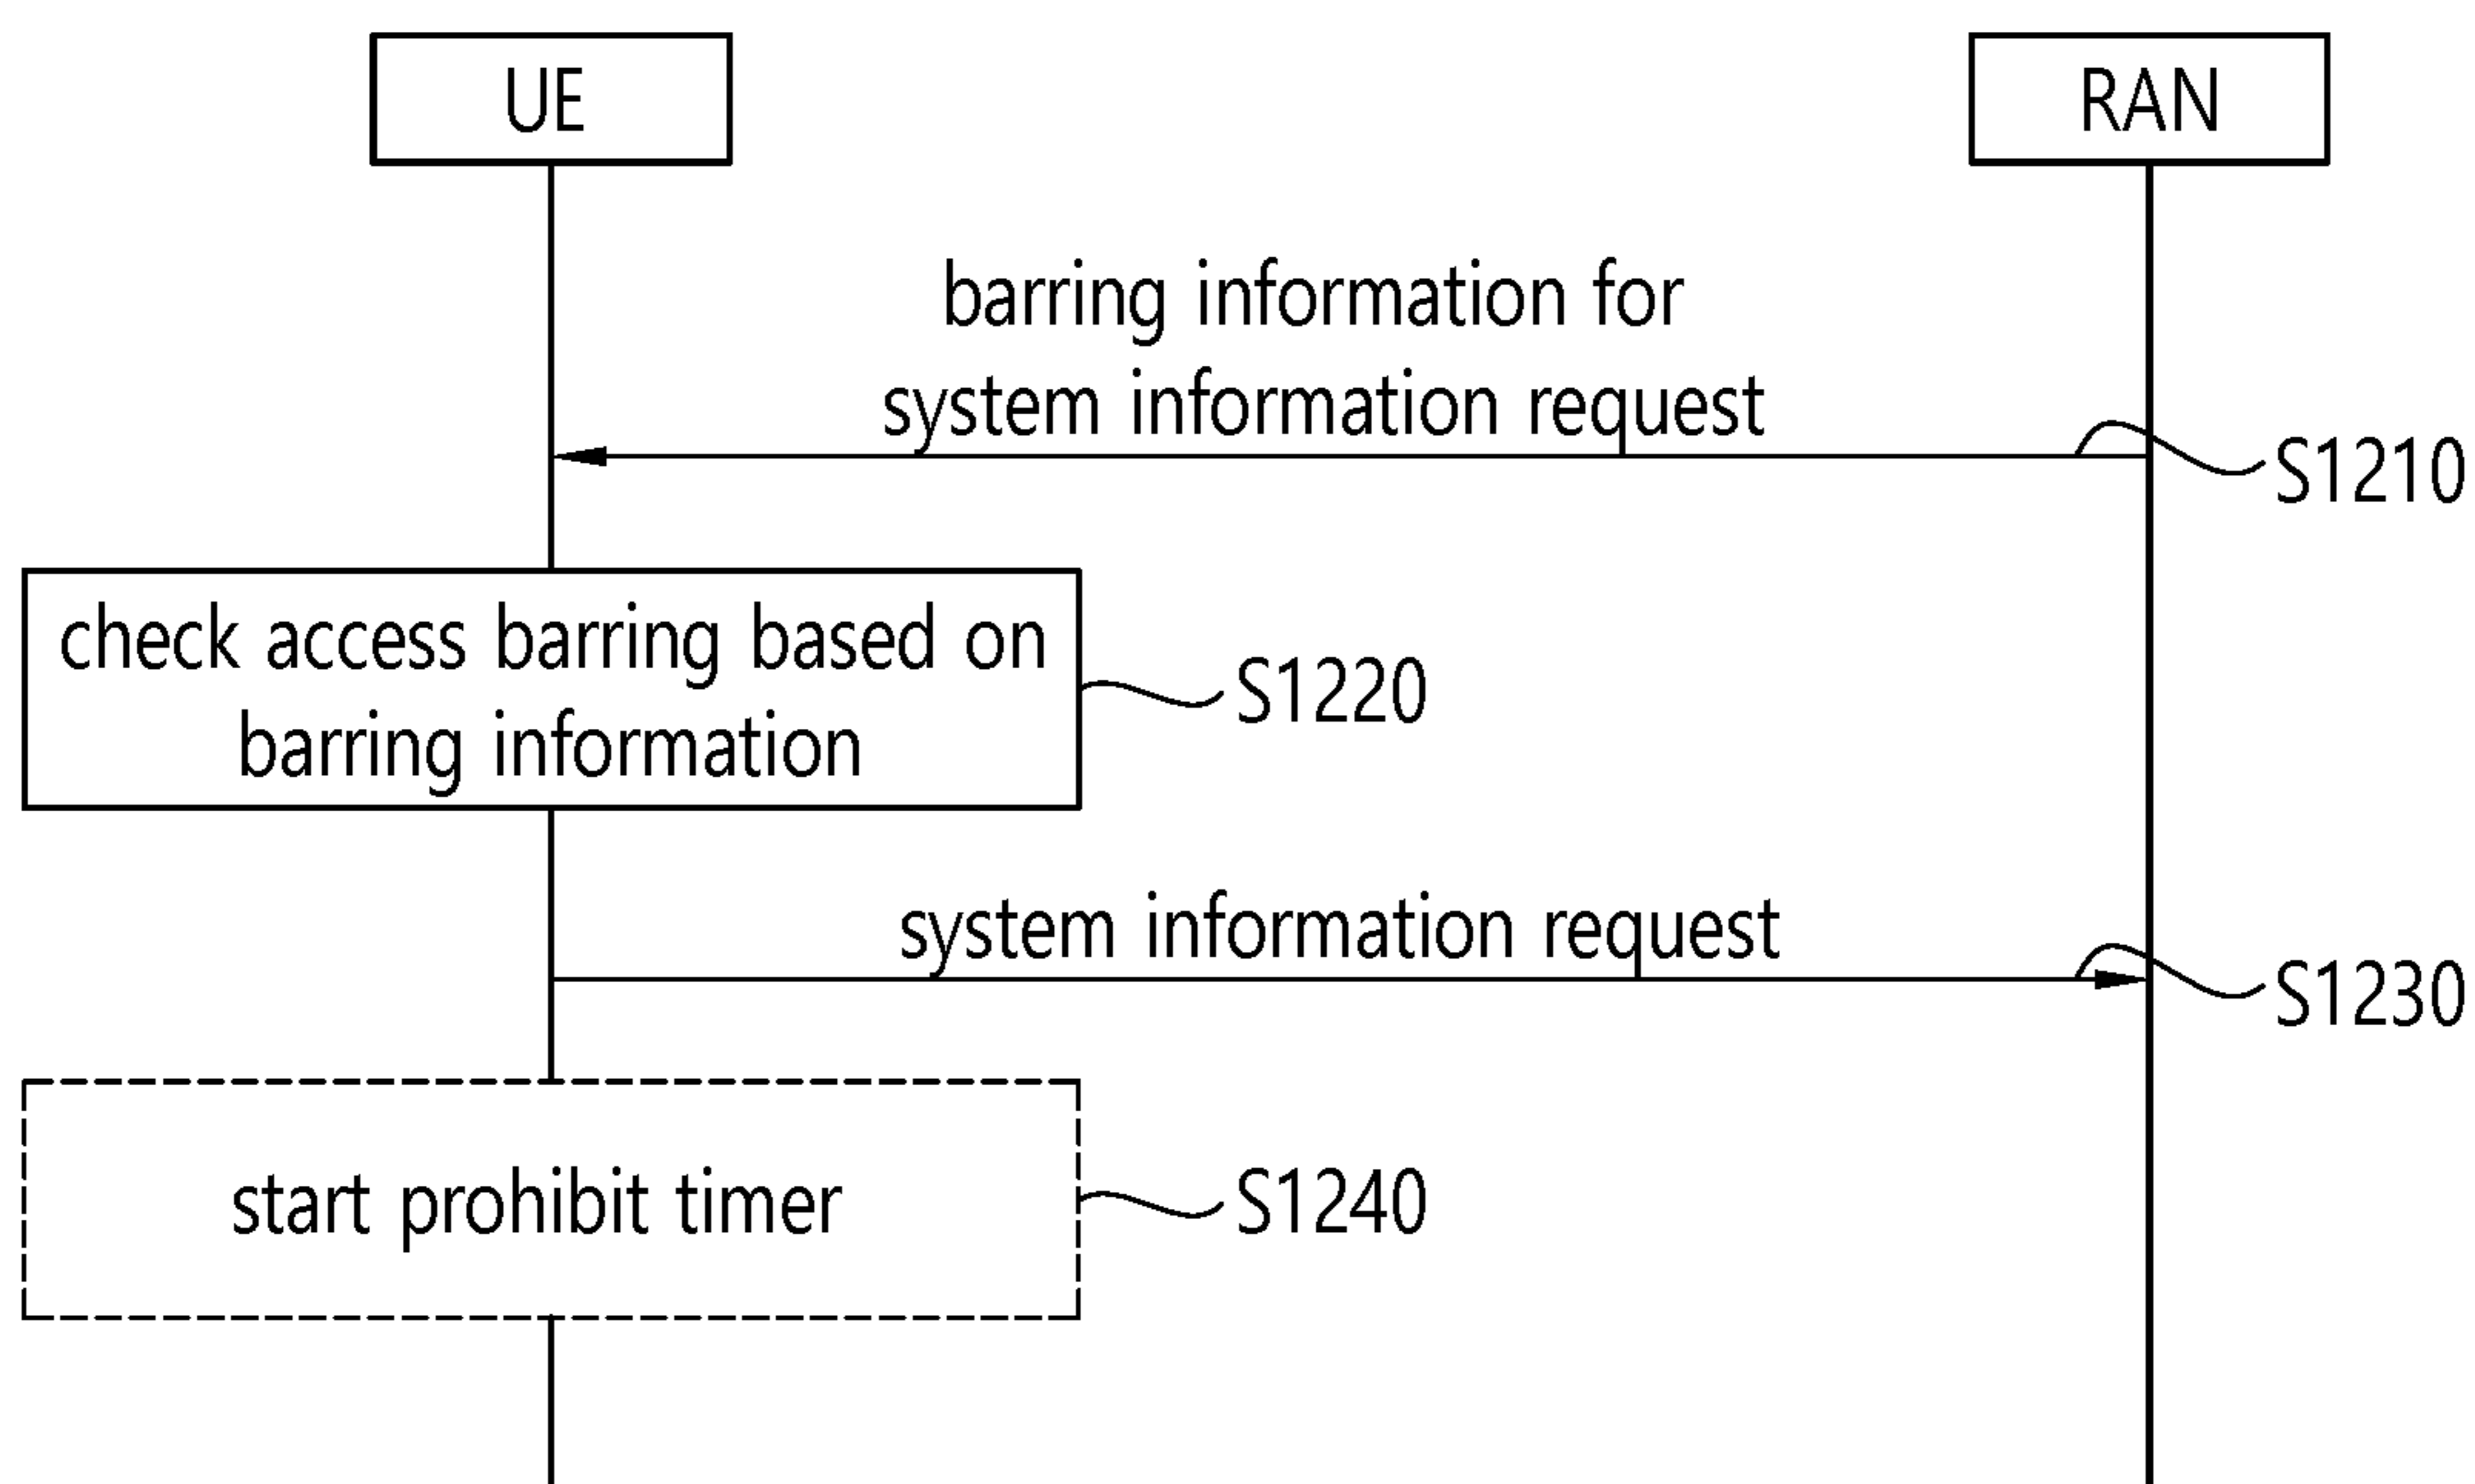 UE
RAN
barring information for
system information request
S1210
check access barring based on
barring information
S1220
system information request
S1230
start prohibit timer
S1240